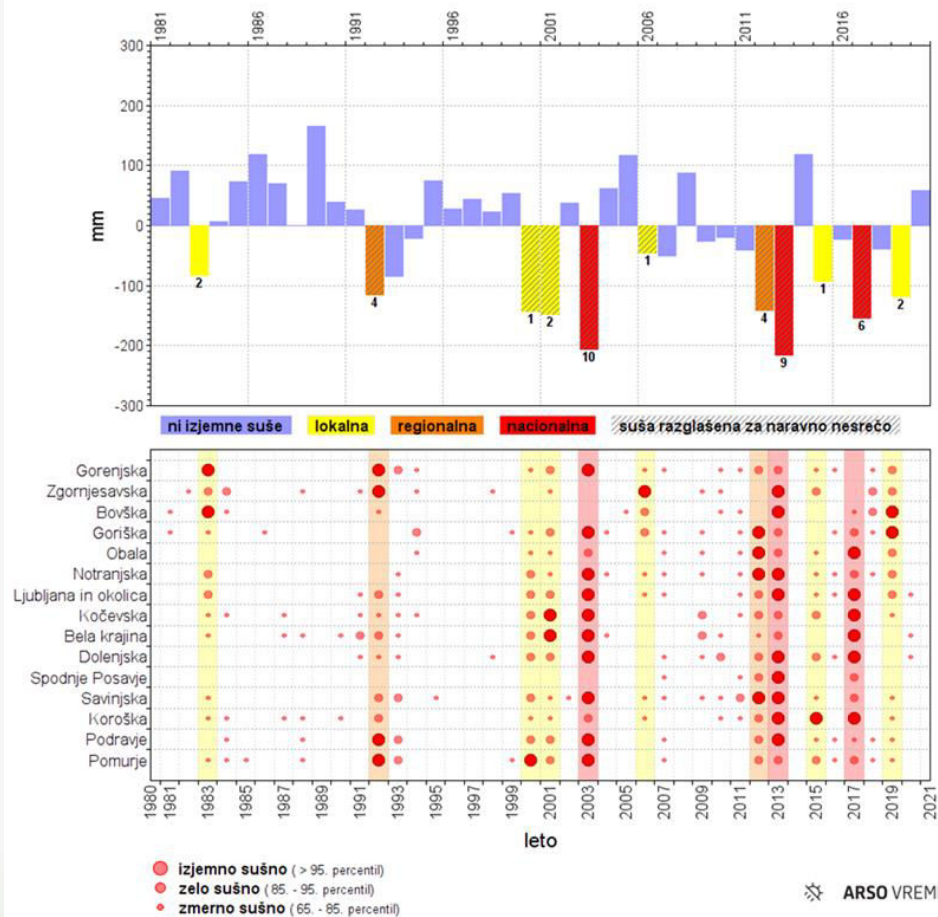 1981 1986 1991 1996 2001 2006 2011 2016
300
200
100
0
-100
-200
-300
mm
2 4 1 2 10 1 4 9 1 6 2
ni izjemne suše lokalna regionalna nacionalna suša razglašena za naravno nesrečo
Gorenjska
Zgornjesavska
Bovška
Goriška
Obala
Notranjska
Ljubljana in okolica
Kočevska
Bela krajina
Dolenjska
Spodnje Posavje
Savinjska
Koroška
Podravje
Pomurje
1980 1981 1983 1985 1987 1989 1991 1993 1995 1997 1999 2001 2003 2005 2007 2009 2011 2013 2015 2017 2019 2021
leto
izjemno sušno ( > 95. percentil)
zelo sušno ( 85. - 95. percentil)
zmerno sušno ( 65. - 85. percentil)
ARSO VREM